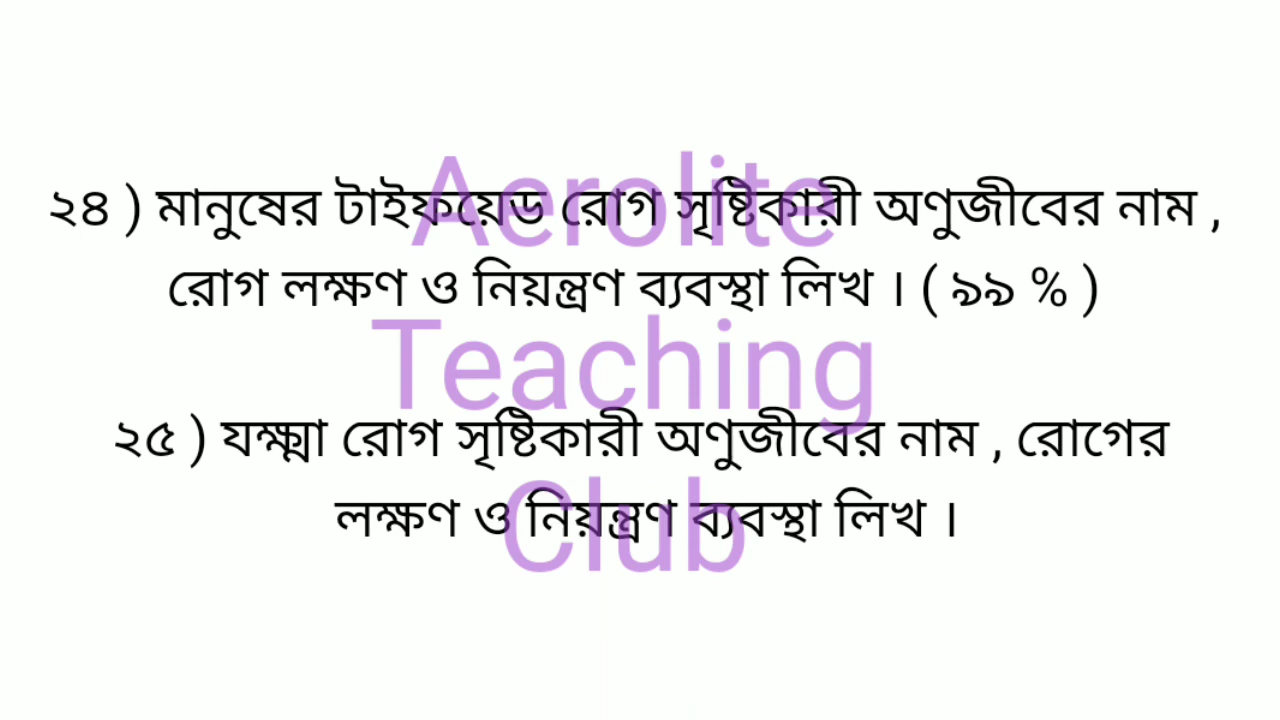 ২৪ ) মানুষের টাইফয়েড রোগ সৃষ্টিকারী অণুজীবের নাম ,
রোগ লক্ষণ ও নিয়ন্ত্রণ ব্যবস্থা লিখ । ( ৯৯ % )
২৫ ) যক্ষ্মা রোগ সৃষ্টিকারী অণুজীবের নাম , রোগের
লক্ষণ ও নিয়ন্ত্রণ ব্যবস্থা লিখ ।
Aerolite
Teaching
Club